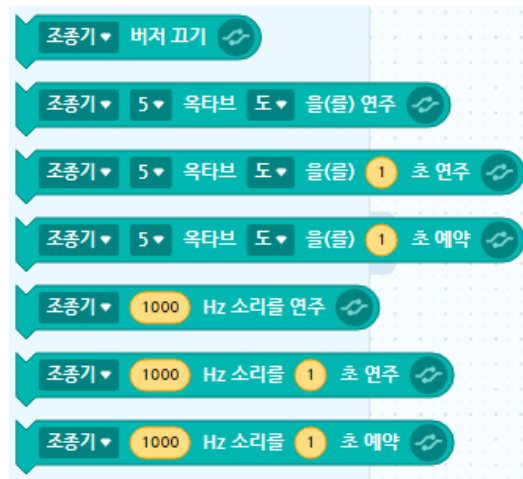 조종기 버저 끄기
조종기 5 옥타브 도 을(를) 연주
조종기 5 옥타브 도 을(를) 1 초 연주
조종기 5 옥타브 도 을(를) 1 초 예약
조종기 1000 Hz 소리를 연주
조종기 1000 Hz 소리를 1 초 연주
조종기 1000 Hz 소리를 1 초 예약